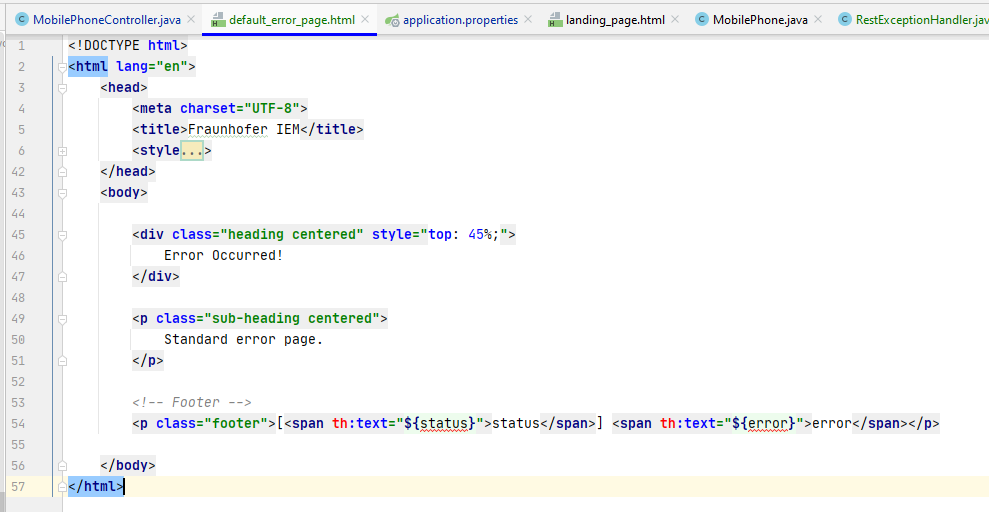 MobilePhoneController.java default_error_page.html application.properties landing_page.html MobilePhone.java RestExceptionHandler.jav
1 <!DOCTYPE html>
2 <html lang="en">
3 <head>
4 <meta charset="UTF-8">
5 <title>Fraunhofer IEM</title>
6 <style...>
42 </head>
43 <body>
44
45 <div class="heading centered" style="top: 45%;">
46 Error Occurred!
47 </div>
48
49 <p class="sub-heading centered">
50 Standard error page.
51 </p>
52
53 <!-- Footer -->
54 <p class="footer">[<span th:text="${status}">status</span>] <span th:text="${error}">error</span></p>
55
56 </body>
57 </html>